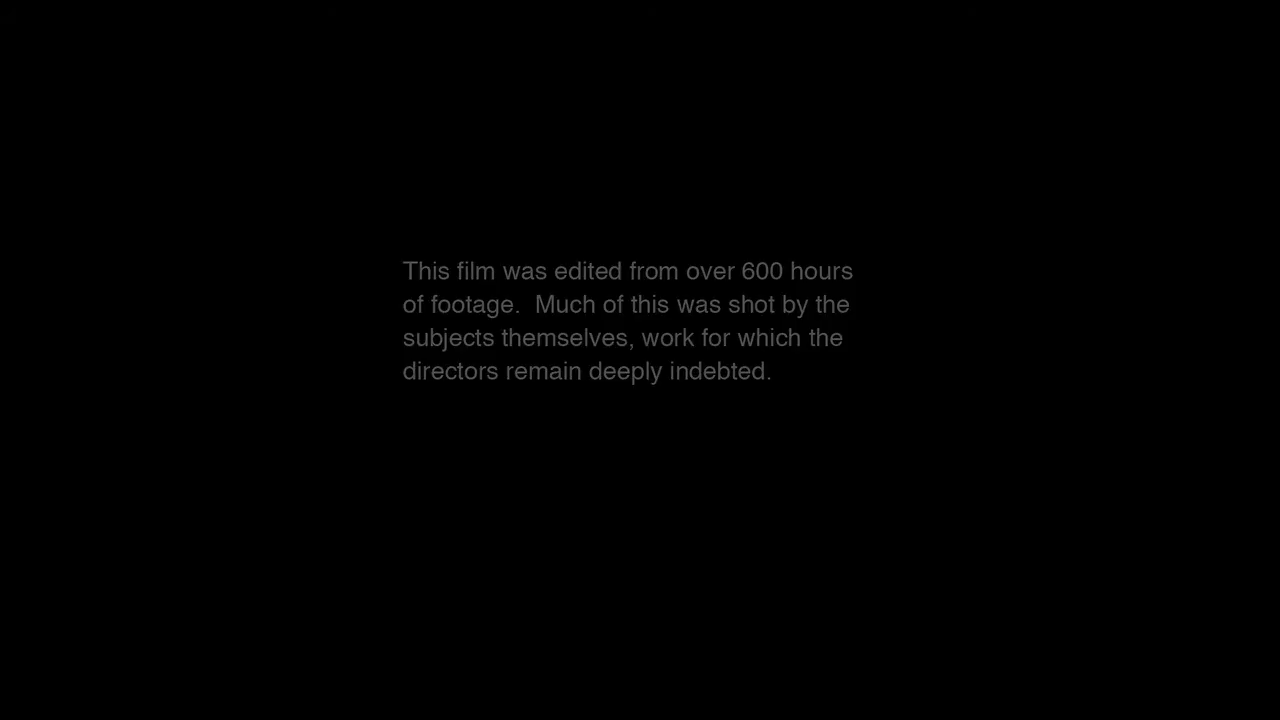 This film was edited from over 600 hours
of footage.  Much of this was shot by the
subjects themselves, work for which the
directors remain deeply indebted.